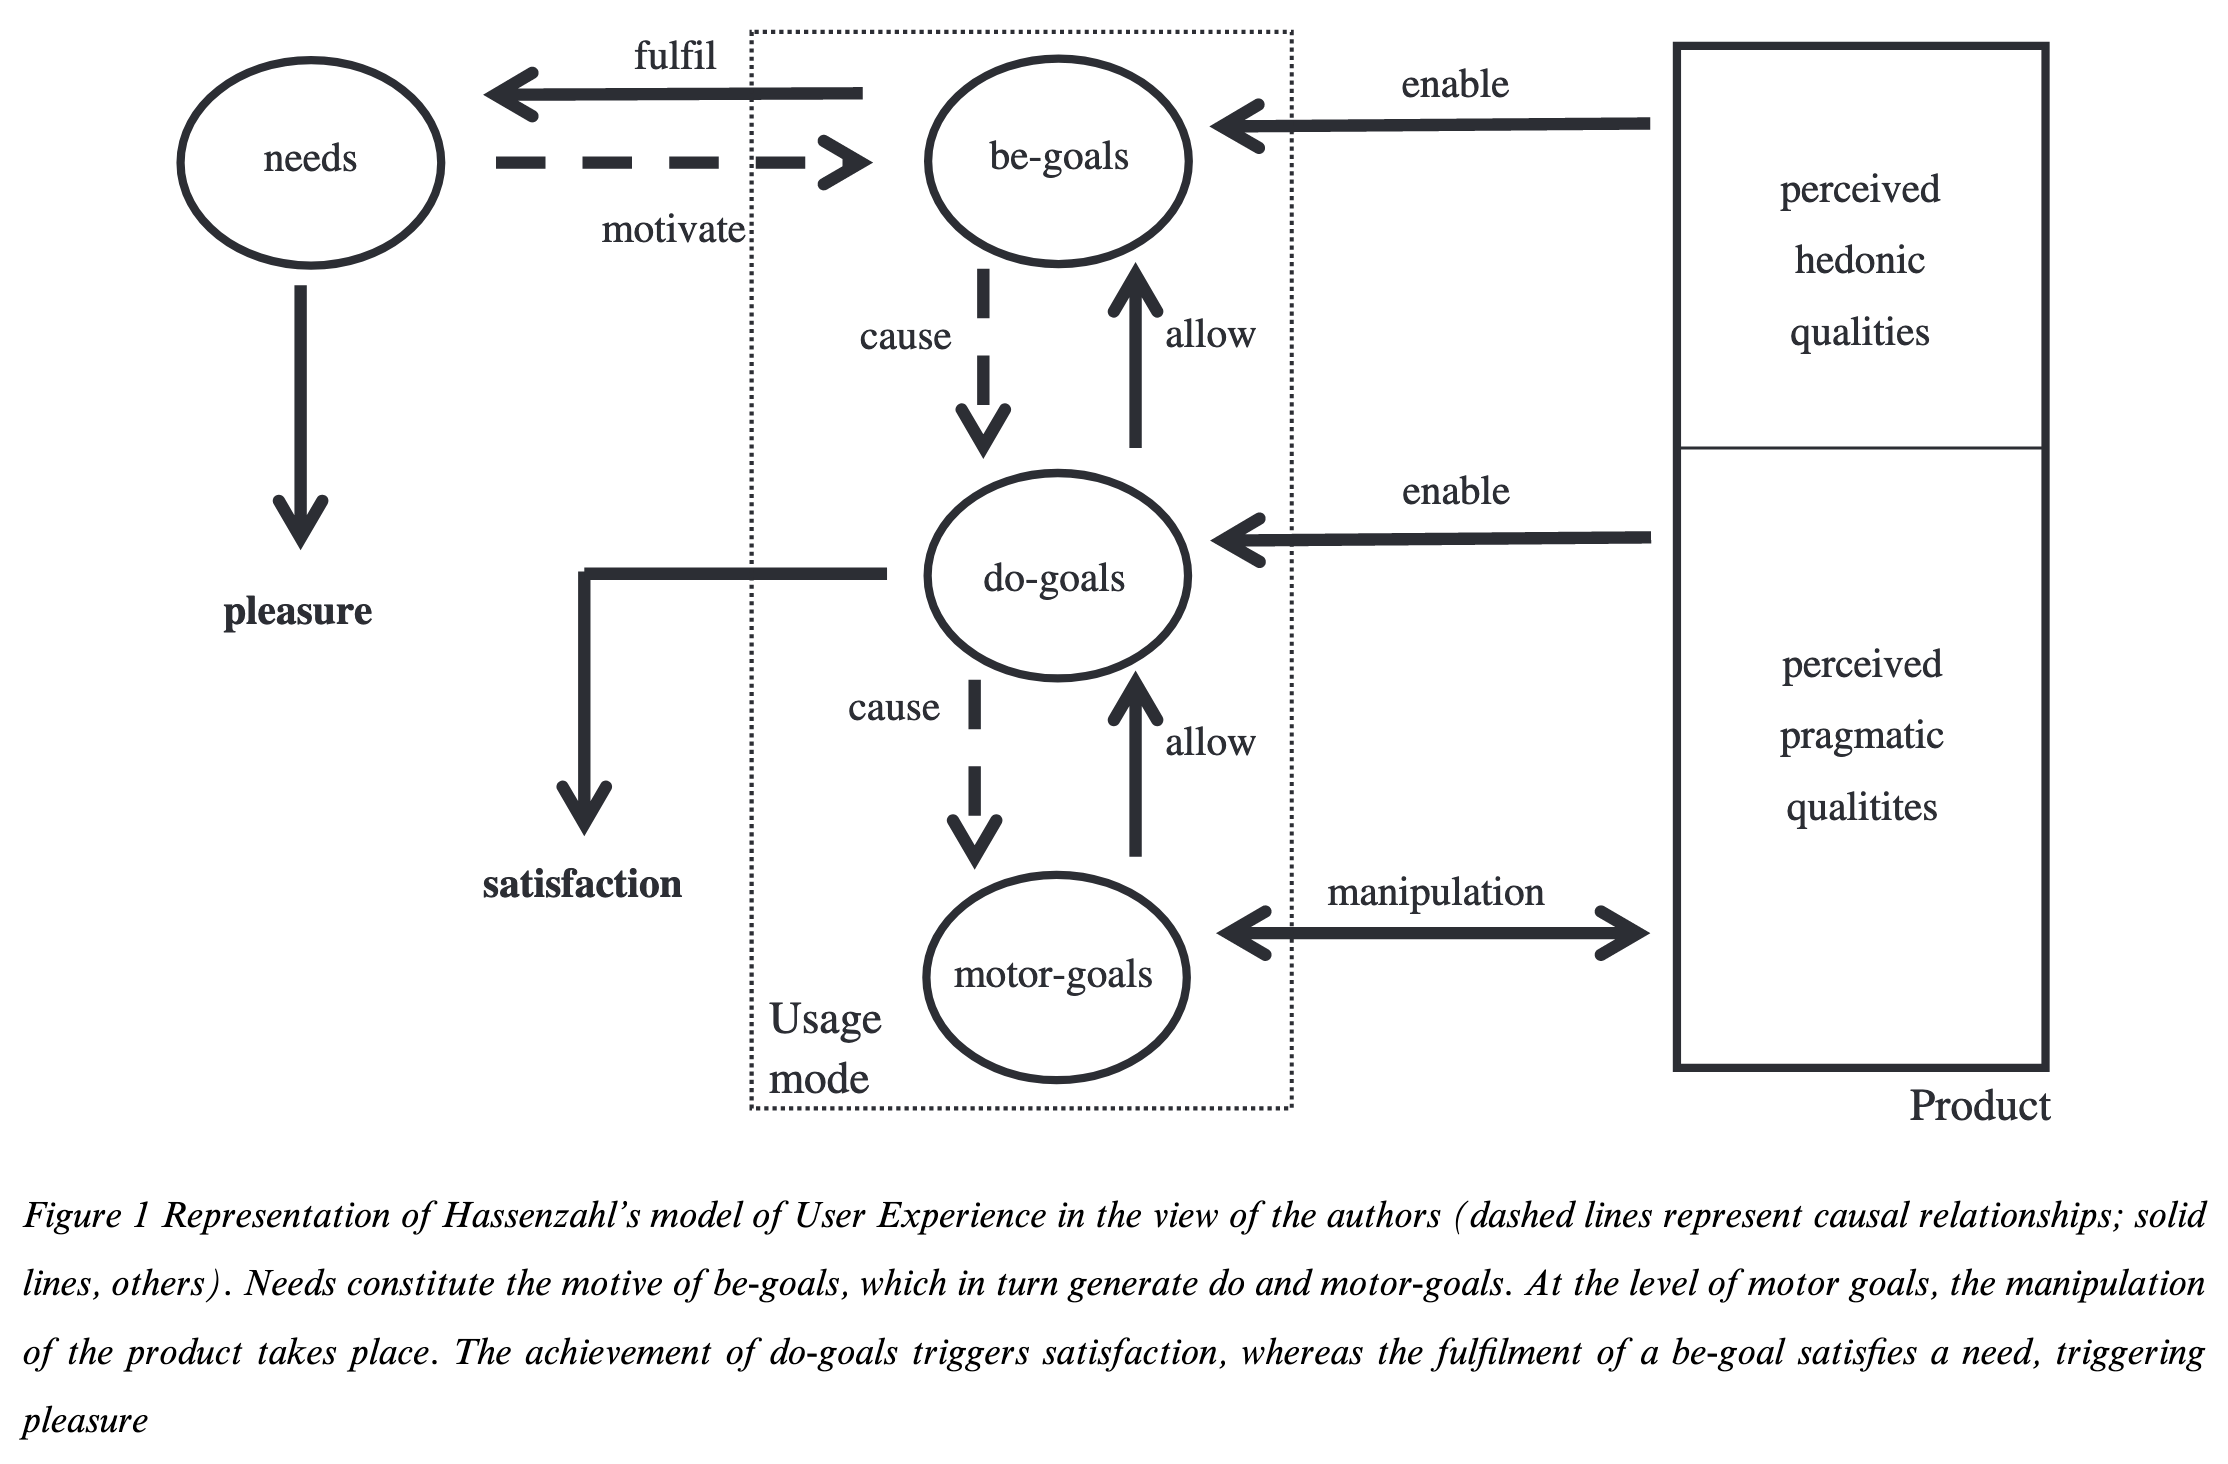 fulfil
enable
needs
be-goals
motivate
perceived
hedonic
qualities
cause
allow
enable
do-goals
pleasure
perceived
pragmatic
qualitites
cause
allow
satisfaction
manipulation
motor-goals
Usage
mode
Product
Figure 1 Representation of Hassenzahl’s model of User Experience in the view of the authors (dashed lines represent causal relationships; solid
lines, others). Needs constitute the motive of be-goals, which in turn generate do and motor-goals. At the level of motor goals, the manipulation
of the product takes place. The achievement of do-goals triggers satisfaction, whereas the fulfilment of a be-goal satisfies a need, triggering
pleasure